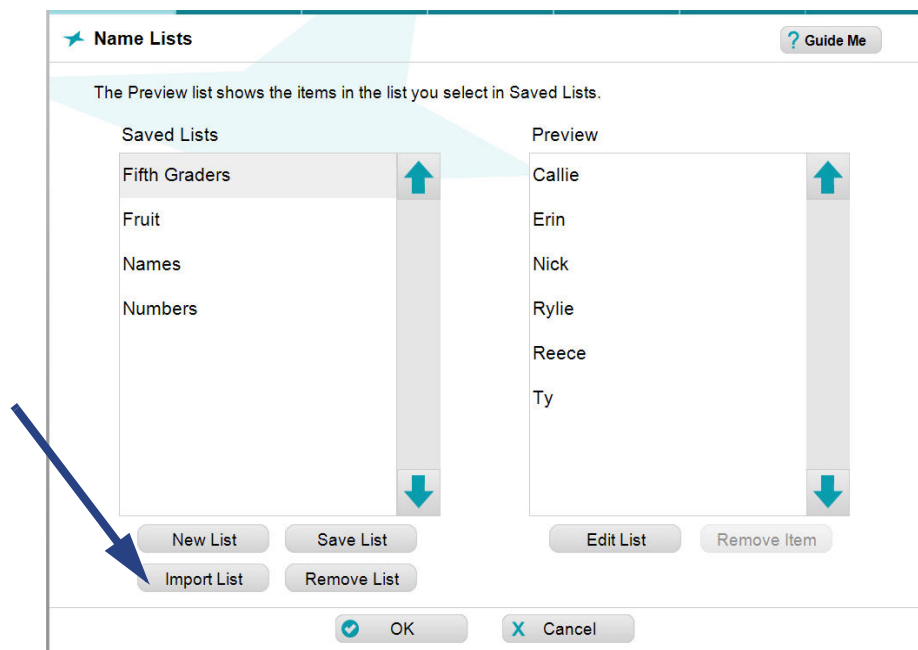 Name Lists
? Guide Me
The Preview list shows the items in the list you select in Saved Lists.
Saved Lists
Fifth Graders
Fruit
Names
Numbers
New List
Save List
Import List
Remove List
Preview
Callie
Erin
Nick
Rylie
Reece
Ty
Edit List
Remove Item
OK
X Cancel